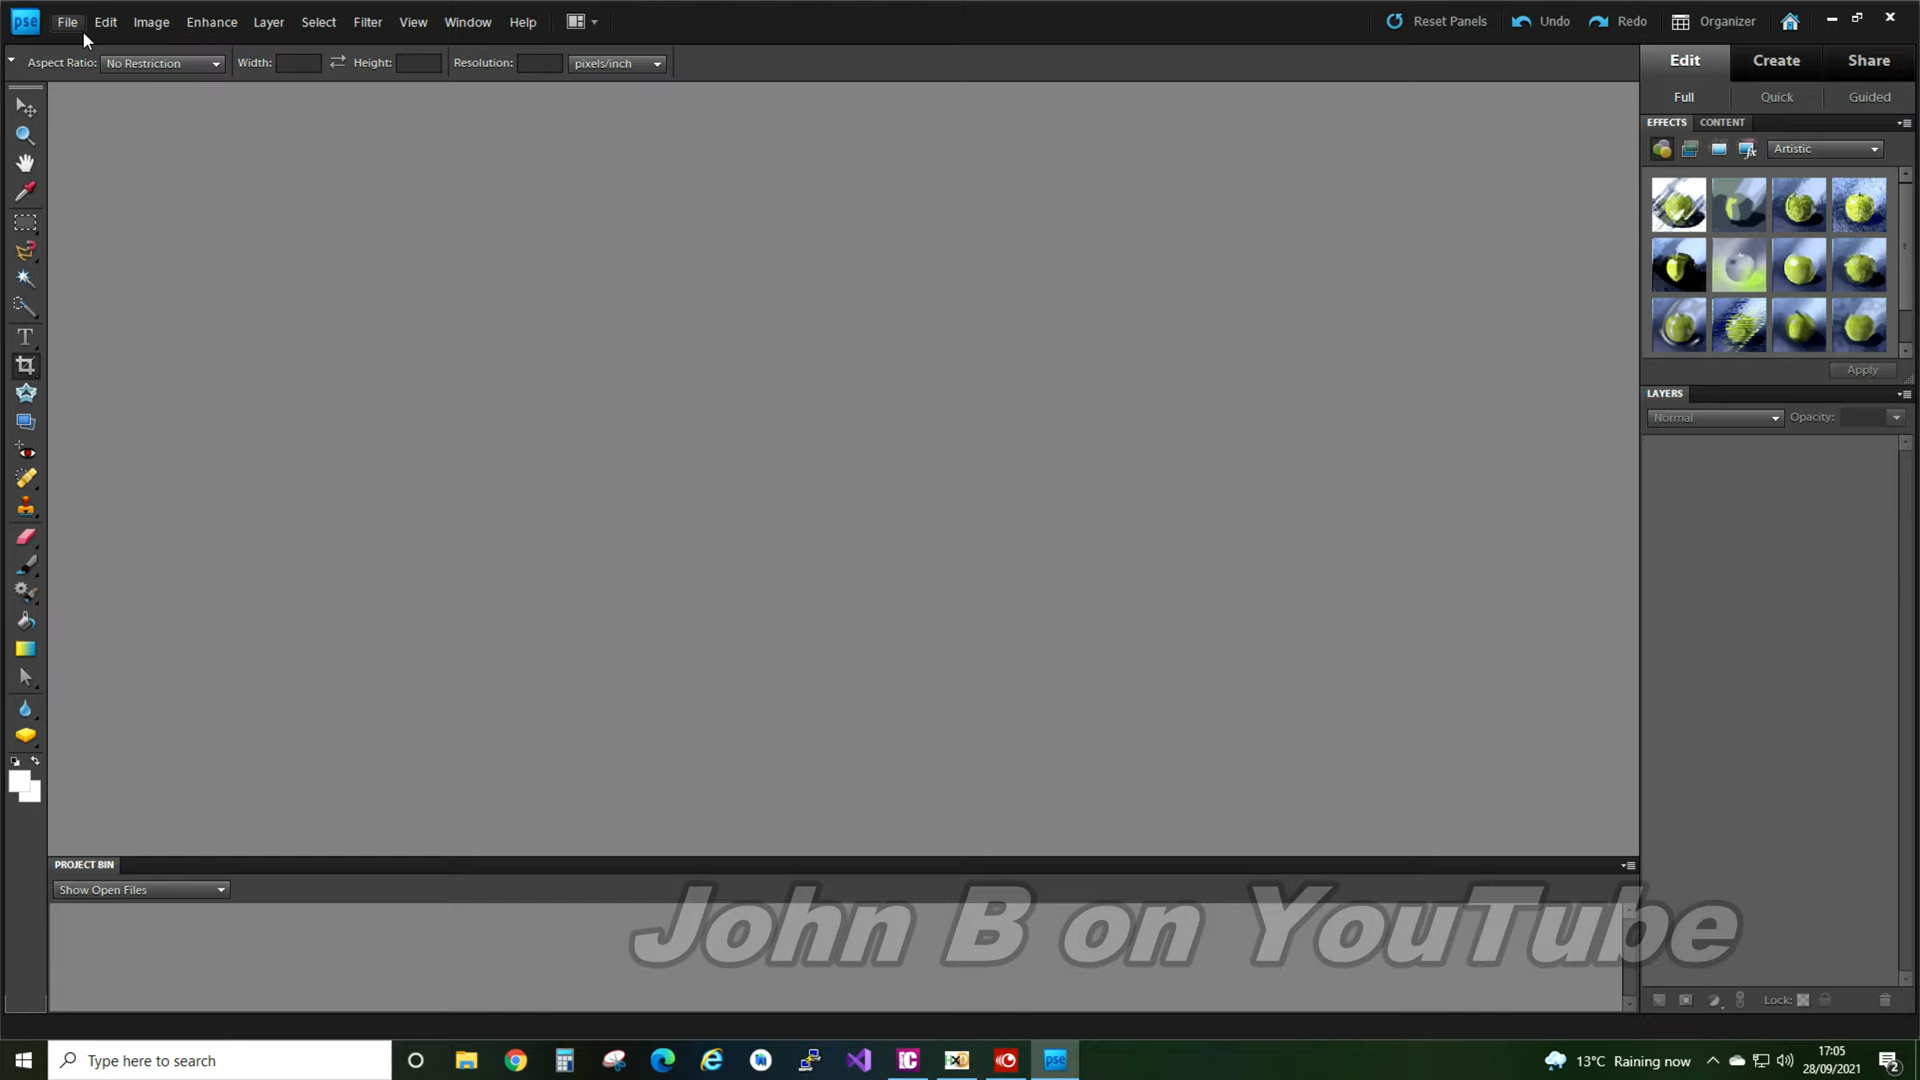 pse File Edit Image Enhance Layer Select Filter View Window Help Reset Panels Undo Redo Organizer
Aspect Ratio: No Restriction Width: Height: Resolution: pixels/inch Edit Create Share
Full Quick Guided
EFFECTS CONTENT
Artistic
Apply
LAYERS
Normal Opacity:
T
PROJECT BIN
Show Open Files
John B on YouTube
Lock:
Type here to search
pse
13°C Raining now
17:05
28/09/2021
2